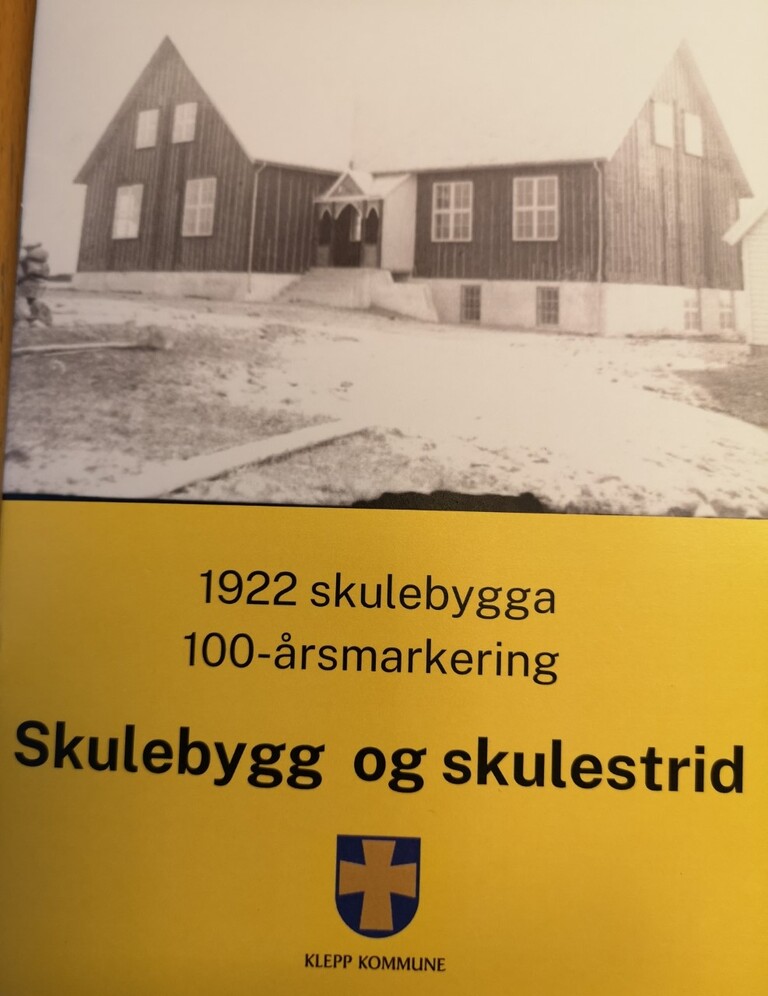 1922 skulebygga
100-årsmarkering
Skulebygg og skulestrid
KLEPP KOMMUNE